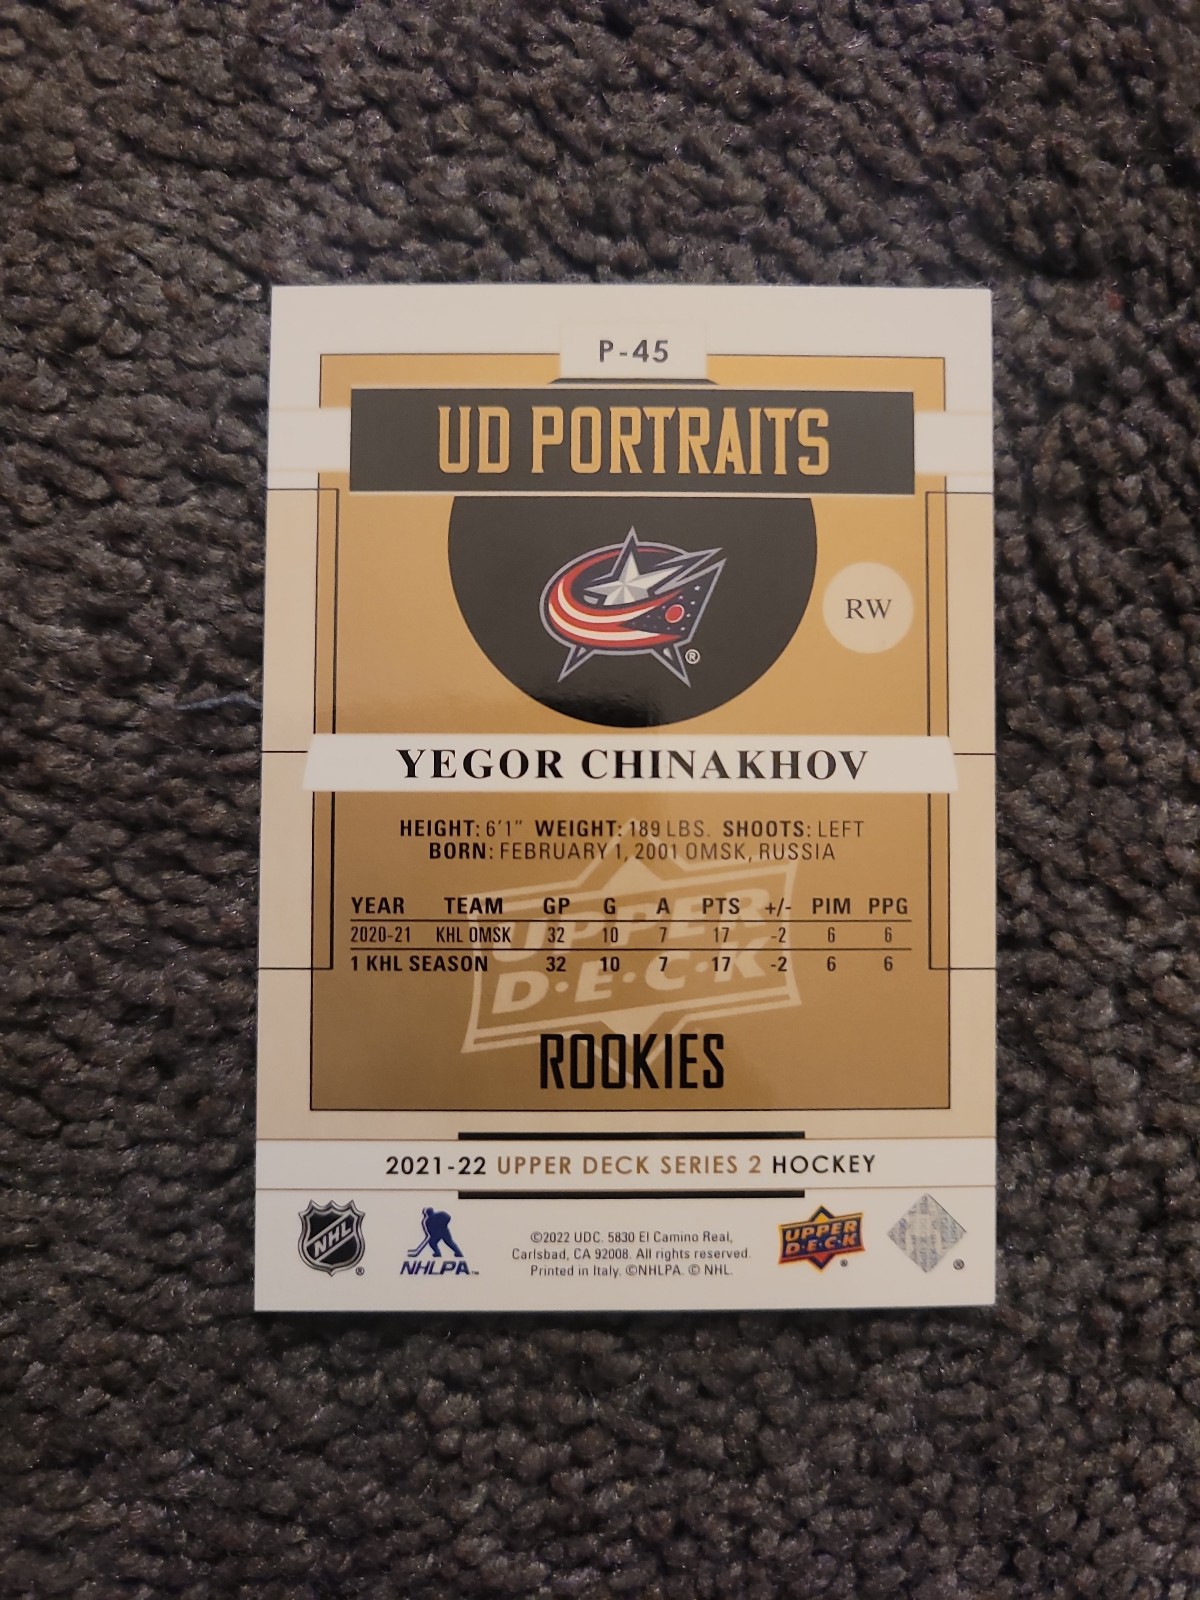 P-45
UD PORTRAITS
®
RW
YEGOR CHINAKHOV
HEIGHT: 6'1" WEIGHT: 189 LBS. SHOOTS: LEFT
BORN: FEBRUARY 1, 2001 OMSK, RUSSIA
YEAR TEAM GP G A PTS +/- PIM PPG
2020-21 KHL OMSK 32 10 7 17 -2 6 6
1 KHL SEASON 32 10 7 17 -2 6 6
UPPER
D·E·C·K
ROOKIES
2021-22 UPPER DECK SERIES 2 HOCKEY
NHL ®
NHLPA™
©2022 UDC. 5830 El Camino Real,
Carlsbad, CA 92008. All rights reserved.
Printed in Italy. ©NHLPA. © NHL.
UPPER
D·E·C·K ®
®